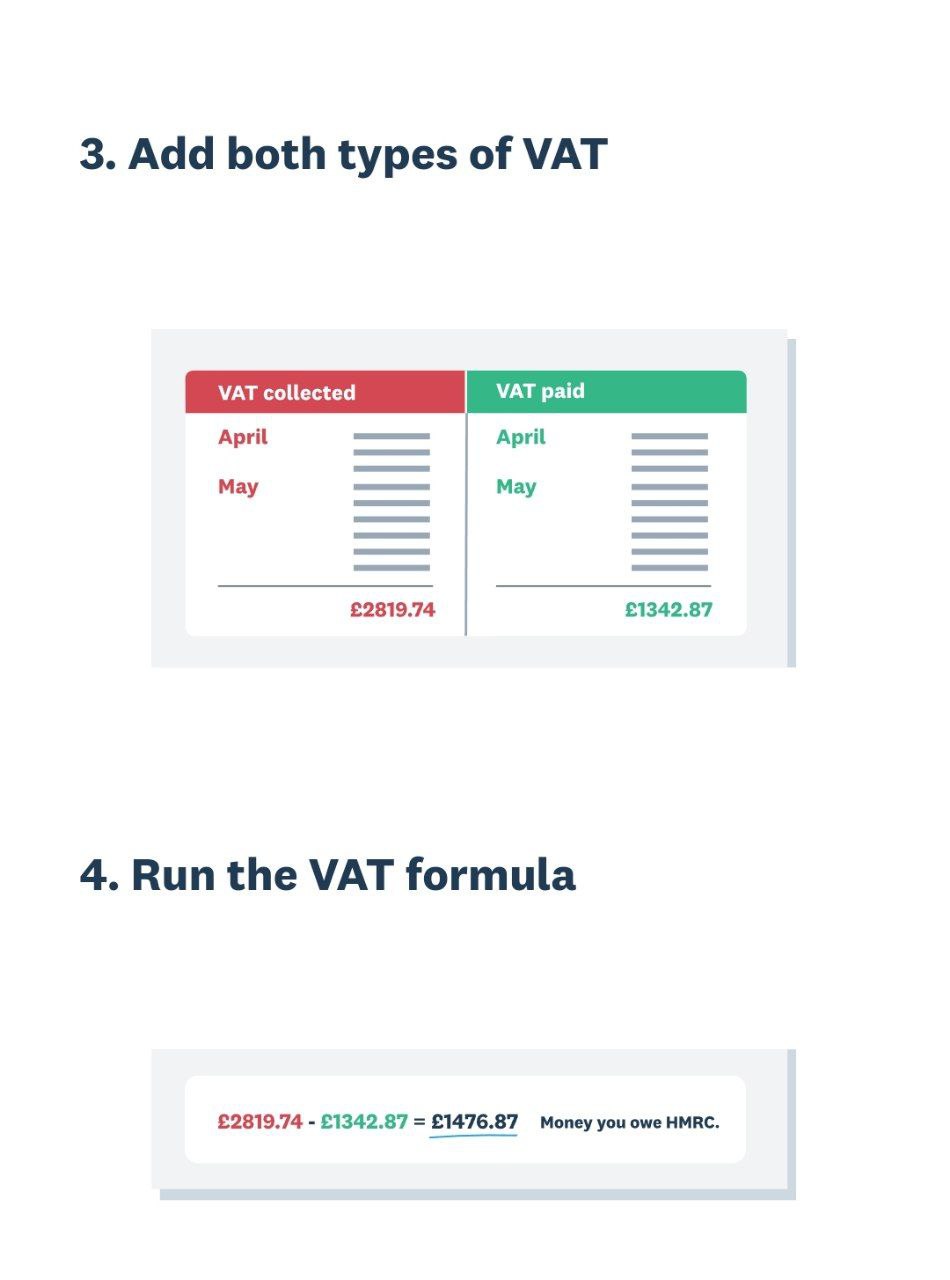 3. Add both types of VAT
VAT collected
VAT paid
April
April
May
May
£2819.74
£1342.87
4. Run the VAT formula
£2819.74 - £1342.87 = £1476.87 Money you owe HMRC.